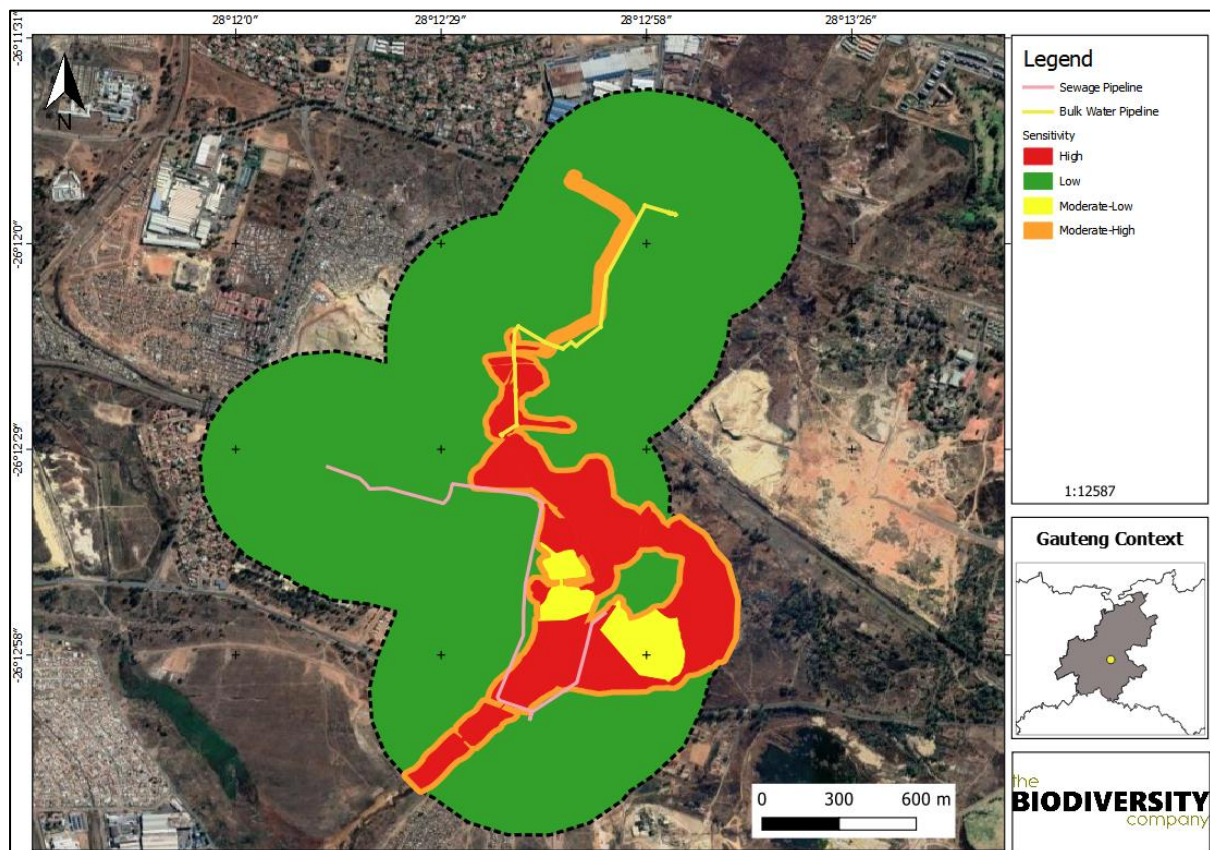 28°12'0"
28°12'29"
28°12'58"
28°13'26"
-26°11'31"
-26°12'0"
-26°12'29"
-26°12'58"
N
Legend
Sewage Pipeline
Bulk Water Pipeline
Sensitivity
High
Low
Moderate-Low
Moderate-High
1:12587
Gauteng Context
0 300 600 m
the
BIODIVERSITY
company